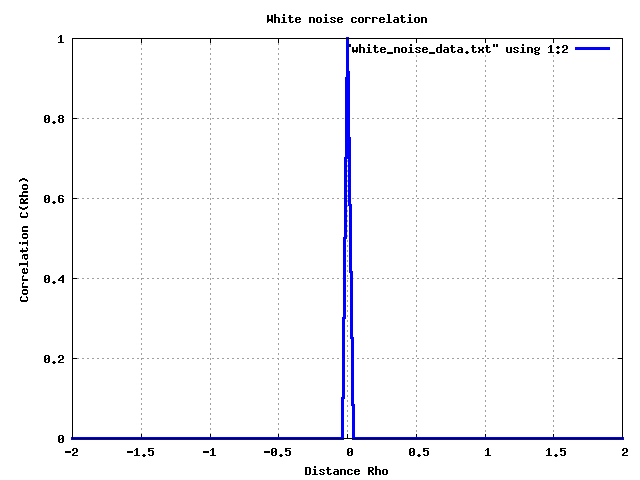 White noise correlation
"white_noise_data.txt" using 1:2
1
0.8
0.6
0.4
0.2
0
Correlation C(Rho)
-2 -1.5 -1 -0.5 0 0.5 1 1.5 2
Distance Rho